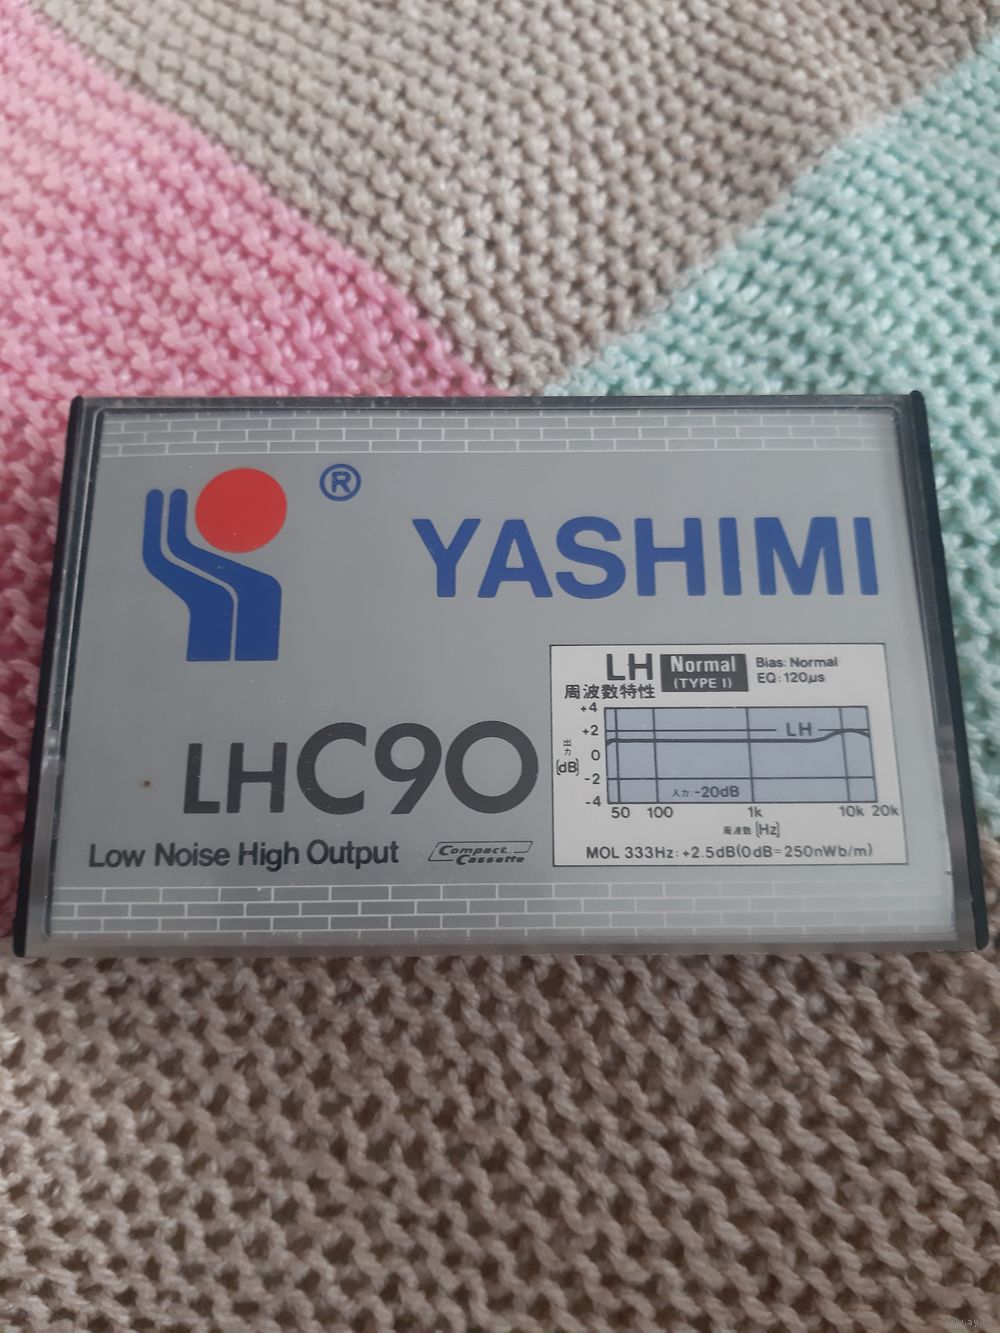 ®
YASHIMI
LH Normal (TYPE I) Bias: Normal EQ: 120μs
周波数特性
+4
+2
0
-2
-4
出力 (dB)
LH
入力: -20dB
50 100 1k 10k 20k
周波数 (Hz)
MOL 333Hz: +2.5dB(0dB=250nWb/m)
LHC90
Low Noise High Output
Compact Cassette